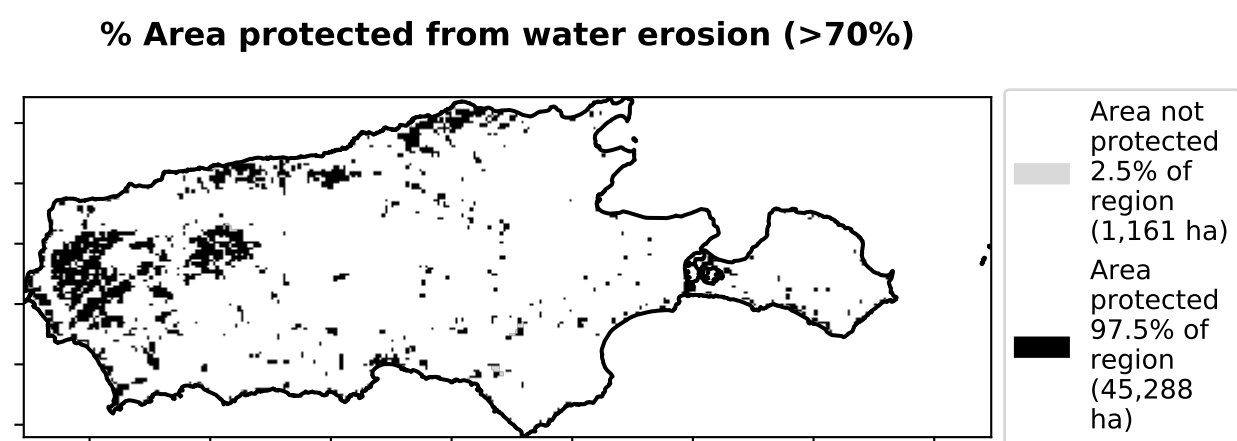 % Area protected from water erosion (>70%)
Area not
protected
2.5% of
region
(1,161 ha)
Area
protected
97.5% of
region
(45,288
ha)